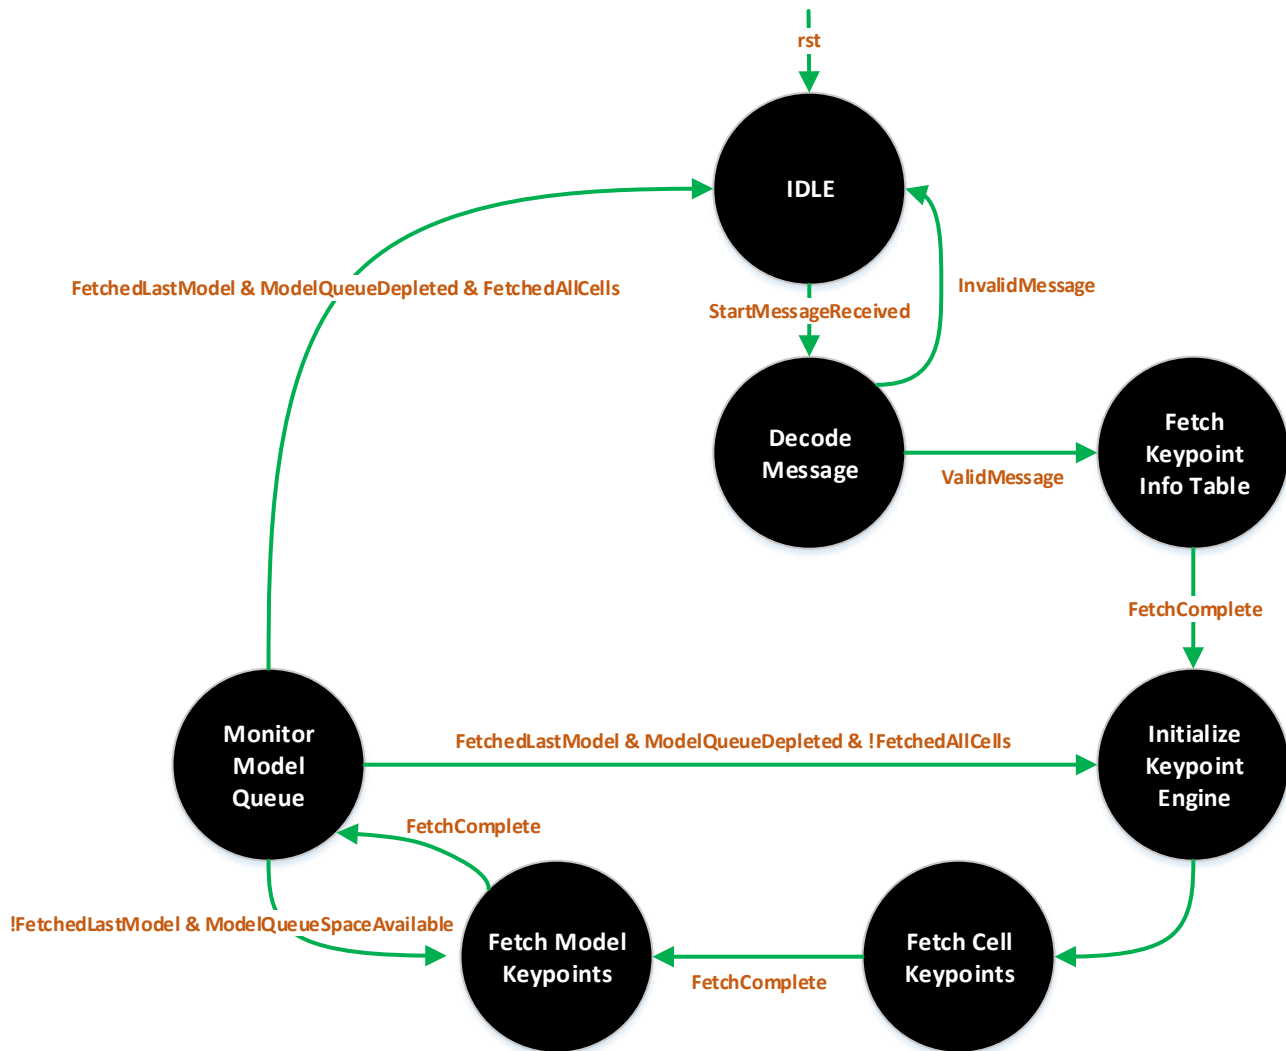 rst
IDLE
FetchedLastModel & ModelQueueDepleted & FetchedAllCells
InvalidMessage
StartMessageReceived
Decode
Message
ValidMessage
Fetch
Keypoint
Info Table
FetchComplete
Monitor
Model
Queue
FetchedLastModel & ModelQueueDepleted & !FetchedAllCells
Initialize
Keypoint
Engine
FetchComplete
!FetchedLastModel & ModelQueueSpaceAvailable
Fetch Model
Keypoints
FetchComplete
Fetch Cell
Keypoints